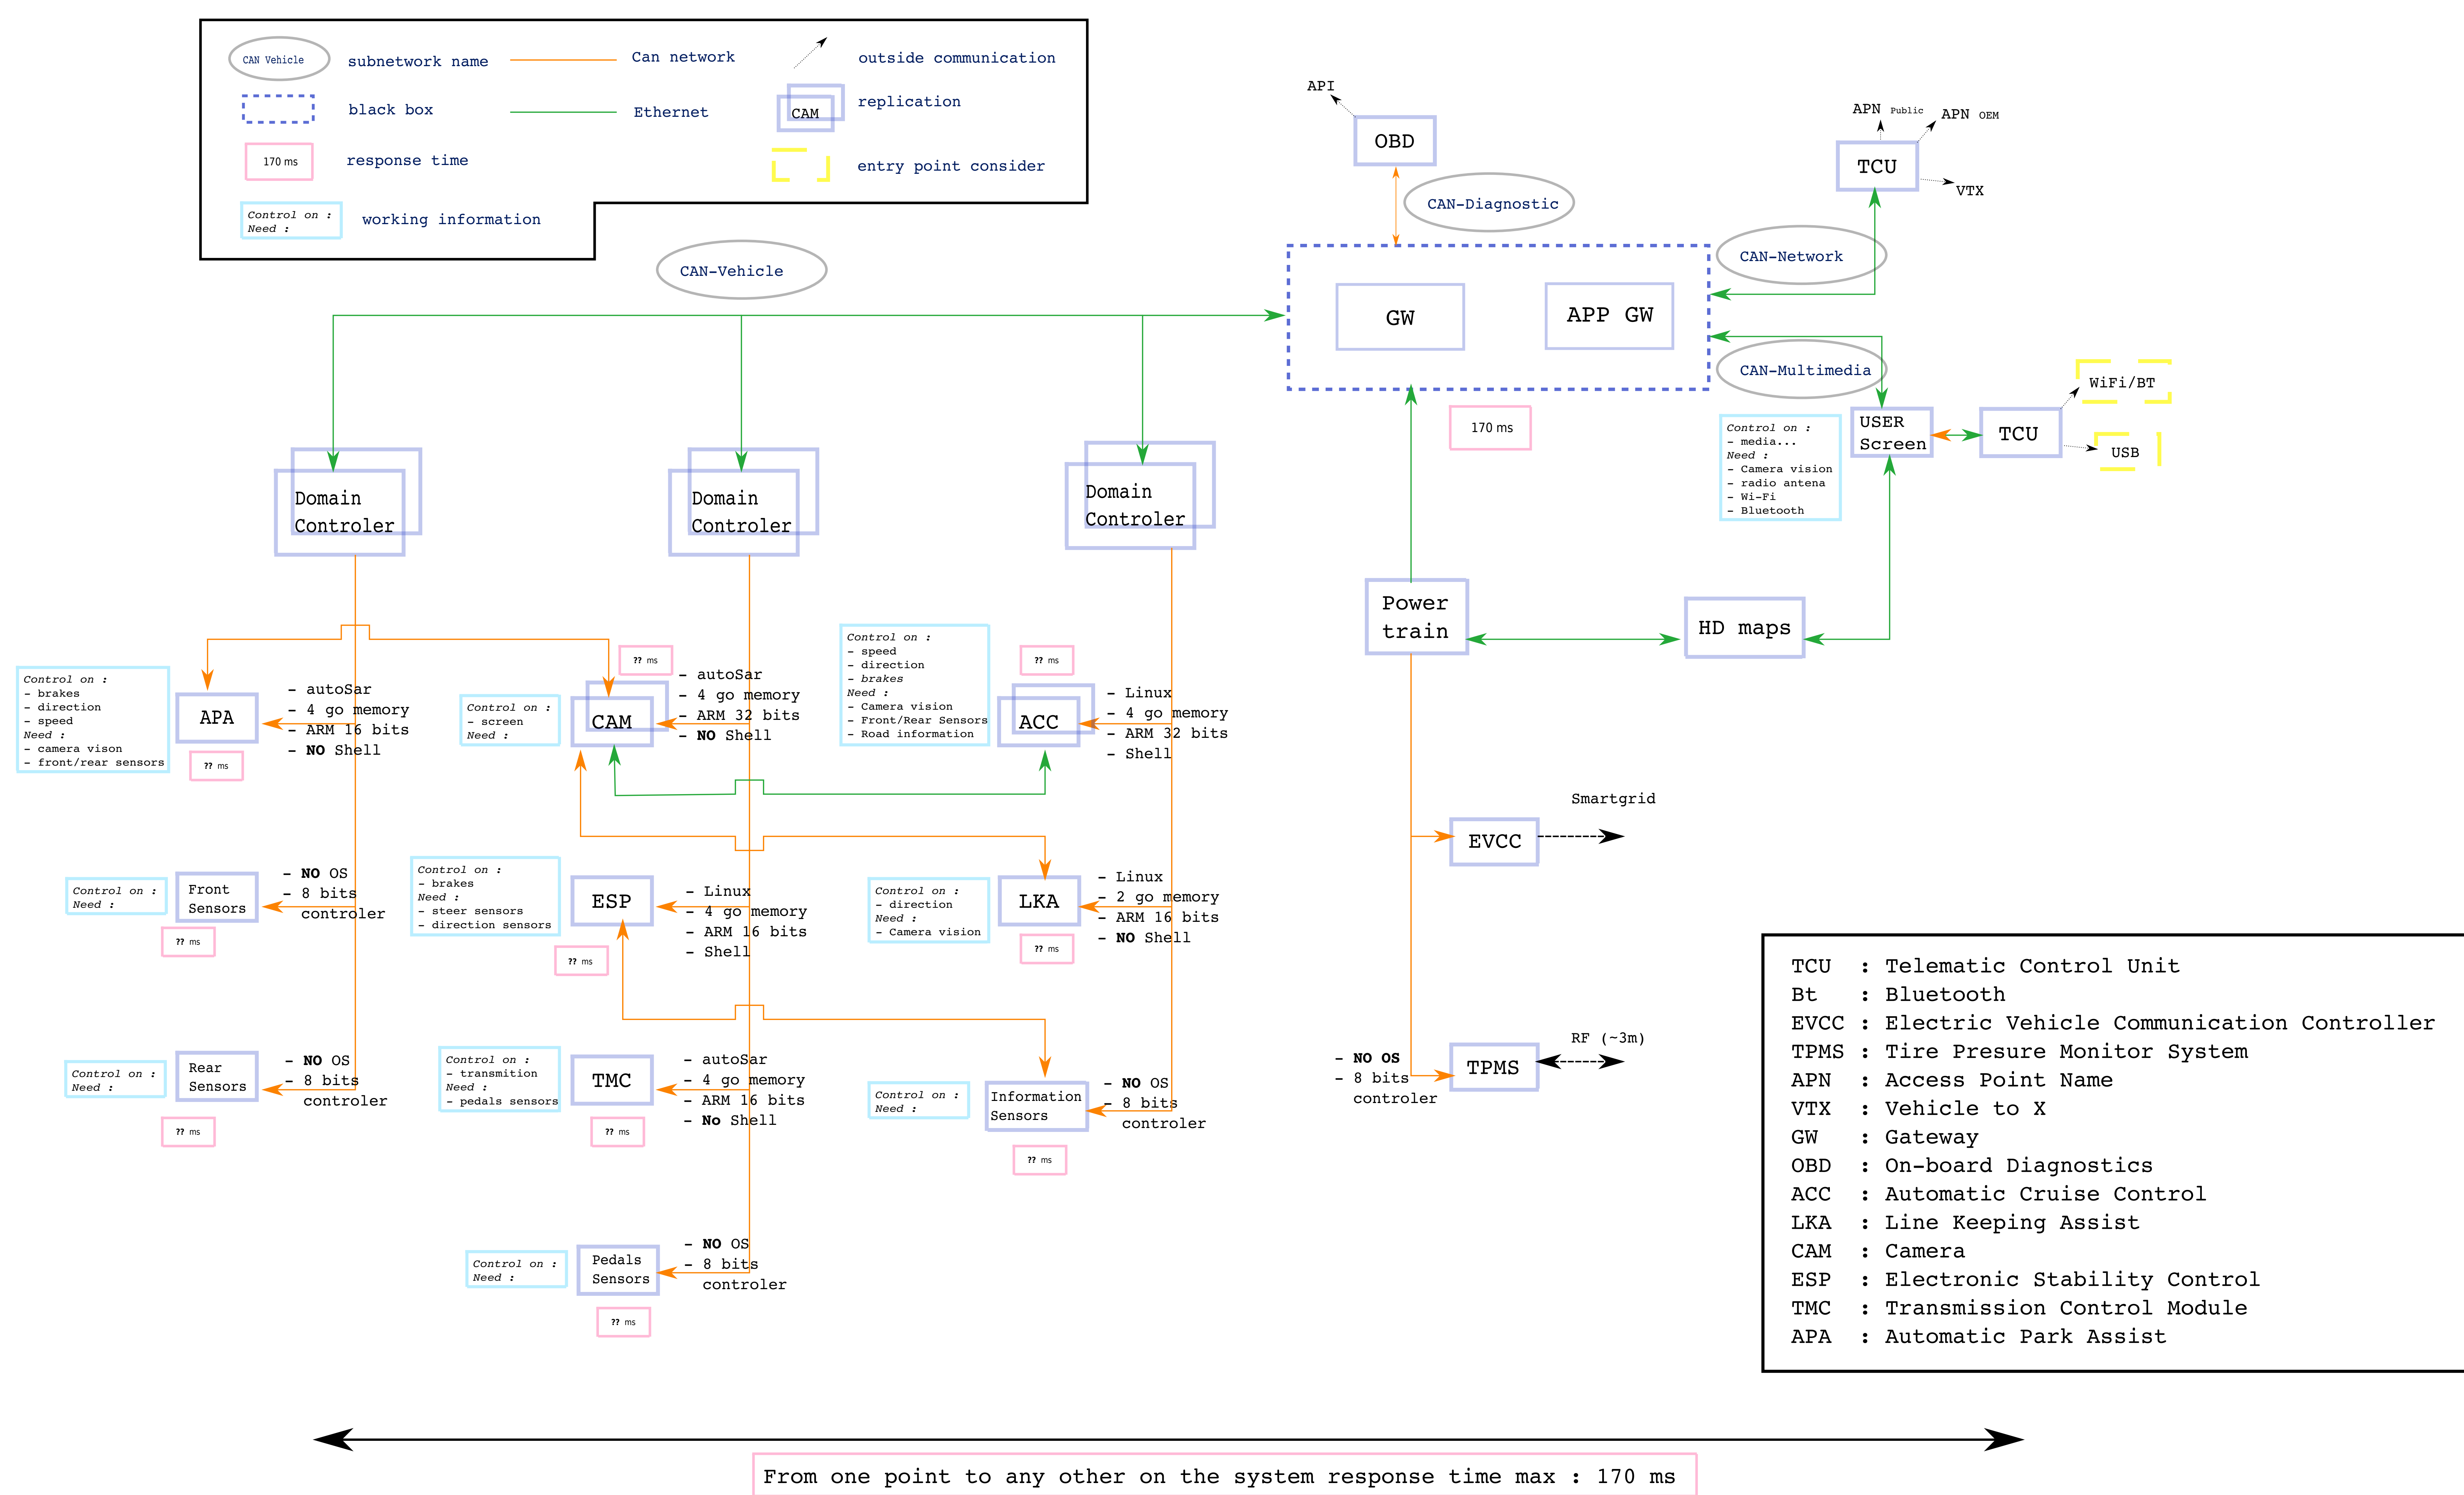 CAN Vehicle
subnetwork name
Can network
outside communication
black box
Ethernet
CAM
replication
170 ms
response time
entry point consider
Control on :
Need :
working information
API
OBD
CAN-Diagnostic
APN Public
APN OEM
TCU
VTX
CAN-Vehicle
CAN-Network
GW
APP GW
CAN-Multimedia
170 ms
WiFi/BT
USB
USER
Screen
TCU
Control on :
- media...
Need :
- Camera vision
- radio antena
- Wi-Fi
- Bluetooth
Domain
Controler
Domain
Controler
Domain
Controler
Power
train
HD maps
Control on :
- brakes
- direction
- speed
Need :
- camera vison
- front/rear sensors
APA
?? ms
- autoSar
- 4 go memory
- ARM 16 bits
- NO Shell
Control on :
- screen
Need :
?? ms
CAM
- autoSar
- 4 go memory
- ARM 32 bits
- NO Shell
Control on :
- speed
- direction
- brakes
Need :
- Camera vision
- Front/Rear Sensors
- Road information
?? ms
ACC
- Linux
- 4 go memory
- ARM 32 bits
- Shell
Smartgrid
EVCC
Control on :
Need :
Front
Sensors
?? ms
- NO OS
- 8 bits
controler
Control on :
- brakes
Need :
- steer sensors
- direction sensors
ESP
?? ms
- Linux
- 4 go memory
- ARM 16 bits
- Shell
Control on :
- direction
Need :
- Camera vision
LKA
?? ms
- Linux
- 2 go memory
- ARM 16 bits
- NO Shell
Control on :
Need :
Rear
Sensors
?? ms
- NO OS
- 8 bits
controler
Control on :
- transmition
Need :
- pedals sensors
TMC
?? ms
- autoSar
- 4 go memory
- ARM 16 bits
- No Shell
Control on :
Need :
Information
Sensors
?? ms
- NO OS
- 8 bits
controler
- NO OS
- 8 bits
controler
TPMS
RF (~3m)
Control on :
Need :
Pedals
Sensors
?? ms
- NO OS
- 8 bits
controler
TCU : Telematic Control Unit
Bt : Bluetooth
EVCC : Electric Vehicle Communication Controller
TPMS : Tire Presure Monitor System
APN : Access Point Name
VTX : Vehicle to X
GW : Gateway
OBD : On-board Diagnostics
ACC : Automatic Cruise Control
LKA : Line Keeping Assist
CAM : Camera
ESP : Electronic Stability Control
TMC : Transmission Control Module
APA : Automatic Park Assist
From one point to any other on the system response time max : 170 ms